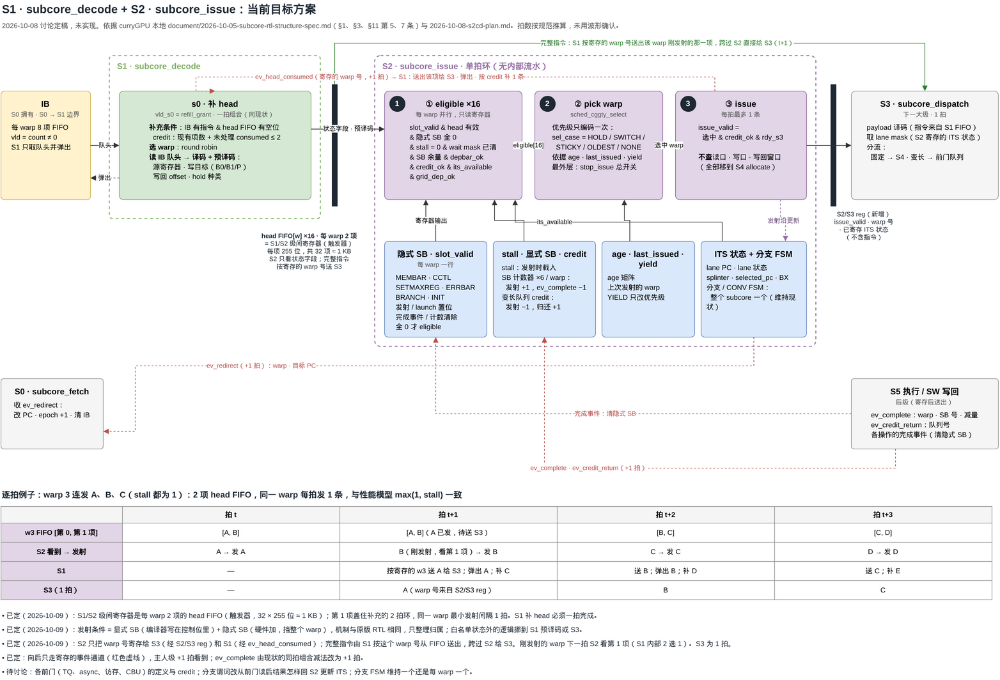 S1 · subcore_decode + S2 · subcore_issue：当前目标方案
2026-10-08 讨论定稿，未实现。依据 curryGPU 本地 document/2026-10-05-subcore-rtl-structure-spec.md（§1、§3、§11 第 5、7 条）与 2026-10-08-s2cd-plan.md。拍数按规范推算，未用波形确认。
完整指令：S1 按寄存的 warp 号送出该 warp 刚发射的那一项，跨过 S2 直接给 S3（t+1）
S1 · subcore_decode
S2 · subcore_issue · 单拍环（无内部流水）
ev_head_consumed（寄存的 warp 号，+1 拍）→ S1：送出该项给 S3 · 弹出 · 按 credit 补 1 条
IB
S0 拥有 · S0 → S1 边界
每 warp 8 项 FIFO
vld = count ≠ 0
S1 只取队头并弹出
队头
弹出
s0 · 补 head
vld_s0 = refill_grant · 一拍组合（同现状）
补充条件：IB 有指令 & head FIFO 有空位
credit：现有项数 + 未处理 consumed ≤ 2
选 warp：round robin
读 IB 队头 → 译码 + 预译码：
源寄存器 · 写目标（B0/B1/P）
写回 offset · hold 种类
状态字段 · 预译码
1
① eligible ×16
每 warp 并行，只读寄存器
slot_valid & head 有效
& 隐式 SB 全 0
& stall = 0 & wait mask 已清
& SB 余量 & depbar_ok
& credit_ok & its_available
& grid_dep_ok
eligible[16]
2
② pick warp
sched_cggty_select
优先级只编码一次：
sel_case = HOLD / SWITCH /
STICKY / OLDEST / NONE
依据 age · last_issued · yield
最外层：stop_issue 总开关
选中 warp
3
③ issue
每拍最多 1 条
issue_valid =
选中 & credit_ok & rdy_s3
不查读口 · 写口 · 写回窗口
（全部移到 S4 allocate）
S3 · subcore_dispatch
下一大级 · 1 拍
payload 译码（指令来自 S1 FIFO）
取 lane mask（S2 寄存的 ITS 状态）
分流：
固定 → S4 · 变长 → 前门队列
S2/S3 reg（新增）
issue_valid · warp 号
· 已寄存 ITS 状态
（不含指令）
head FIFO[w] ×16 · 每 warp 2 项
= S1/S2 级间寄存器（触发器）
每项 255 位，共 32 项 ≈ 1 KB
S2 只看状态字段；完整指令
按寄存的 warp 号送 S3
寄存器输出
its_available
发射沿更新
隐式 SB · slot_valid
每 warp 一行
MEMBAR · CCTL
SETMAXREG · ERRBAR
BRANCH · INIT
发射 / launch 置位
完成事件 / 计数清除
全 0 才 eligible
stall · 显式 SB · credit
stall：发射时载入
SB 计数器 ×6 / warp：
发射 +1，ev_complete −1
变长队列 credit：
发射 −1，归还 +1
age · last_issued ·
yield
age 矩阵
上次发射的 warp
YIELD 只改优先级
ITS 状态 + 分支 FSM
lane PC · lane 状态
splinter · selected_pc · BX
分支 / CONV FSM：
整个 subcore 一个（维持现
状）
ev_redirect（+1 拍）：warp · 目标 PC
S0 · subcore_fetch
收 ev_redirect：
改 PC · epoch +1 · 清 IB
完成事件：清隐式 SB
S5 执行 / SW 写回
后级（寄存后送出）
ev_complete：warp · SB 号 · 减量
ev_credit_return：队列号
各操作的完成事件（清隐式 SB）
ev_complete · ev_credit_return（+1 拍）
逐拍例子：warp 3 连发 A、B、C（stall 都为 1）：2 项 head FIFO，同一 warp 每拍发 1 条，与性能模型 max(1, stall) 一致
拍 t 拍 t+1 拍 t+2 拍 t+3
w3 FIFO [第 0, 第 1 项] [A, B] [A, B]（A 已发，待送 S3） [B, C] [C, D]
S2 看到 → 发射 A → 发 A B（刚发射，看第 1 项）→ 发 B C → 发 C D → 发 D
S1 — 按寄存的 w3 送 A 给 S3；弹出 A；补 C 送 B；弹出 B；补 D 送 C；补 E
S3（1 拍） — A（warp 号来自 S2/S3 reg） B C
• 已定（2026-10-09）：S1/S2 级间寄存器是每 warp 2 项的 head FIFO（触发器，32 × 255 位 ≈ 1 KB）；第 1 项盖住补充的 2 拍环，同一 warp 最小发射间隔 1 拍。S1 补 head 必须一拍完成。
• 已定（2026-10-09）：发射条件 = 显式 SB（编译器写在控制位里）+ 隐式 SB（硬件加，挡整个 warp），机制与原版 RTL 相同，只整理归属；白名单状态外的逻辑挪到 S1 预译码或 S3。
• 已定（2026-10-09）：S2 只把 warp 号寄存给 S3（经 S2/S3 reg）和 S1（经 ev_head_consumed）；完整指令由 S1 按这个 warp 号从 FIFO 送出，跨过 S2 给 S3。刚发射的 warp 下一拍 S2 看第 1 项（S1 内部 2 选 1）。S3 为 1 拍。
• 已定：向后只走寄存的事件通道（红色虚线），主人级 +1 拍看到；ev_complete 由现状的同拍组合减法改为 +1 拍。
• 待讨论：各前门（TQ、async、访存、CBU）的定义与 credit；分支谓词改从前门读后结果怎样回 S2 更新 ITS；分支 FSM 维持一个还是每 warp 一个。